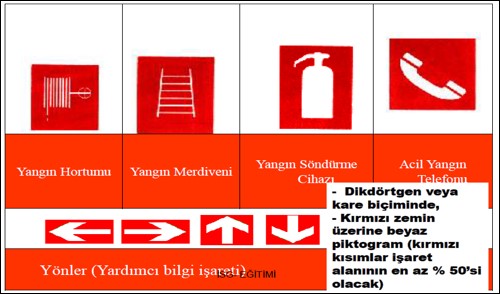 Yangın Hortumu
Yangın Merdiveni
Yangın Söndürme
Cihazı
Acil Yangın
Telefonu
- Dikdörtgen veya
kare biçiminde,
- Kırmızı zemin
üzerine beyaz
piktogram (kırmızı
kısımlar işaret
alanının en az % 50'si
olacak)
Yönler (Yardımcı bilgi işareti)
İSG EĞİTİMİ